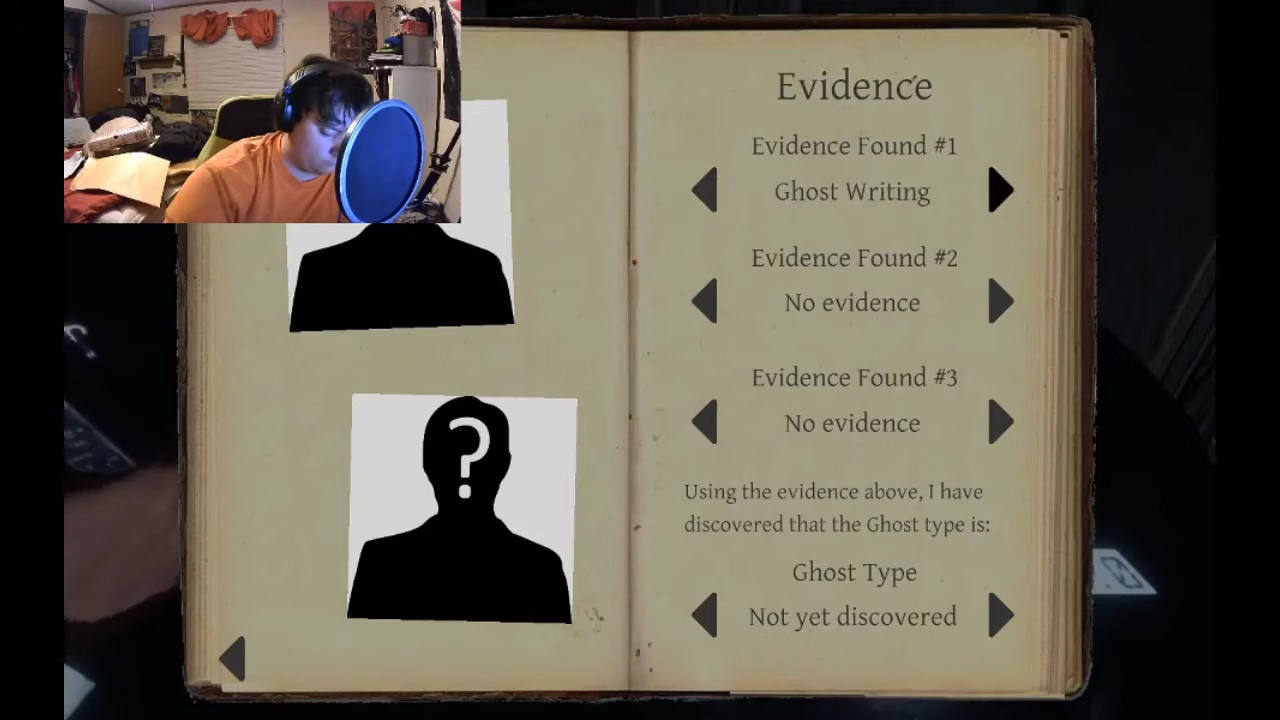 Evidence
Evidence Found #1
Ghost Writing
Evidence Found #2
No evidence
Evidence Found #3
No evidence
?
Using the evidence above, I have
discovered that the Ghost type is:
Ghost Type
Not yet discovered